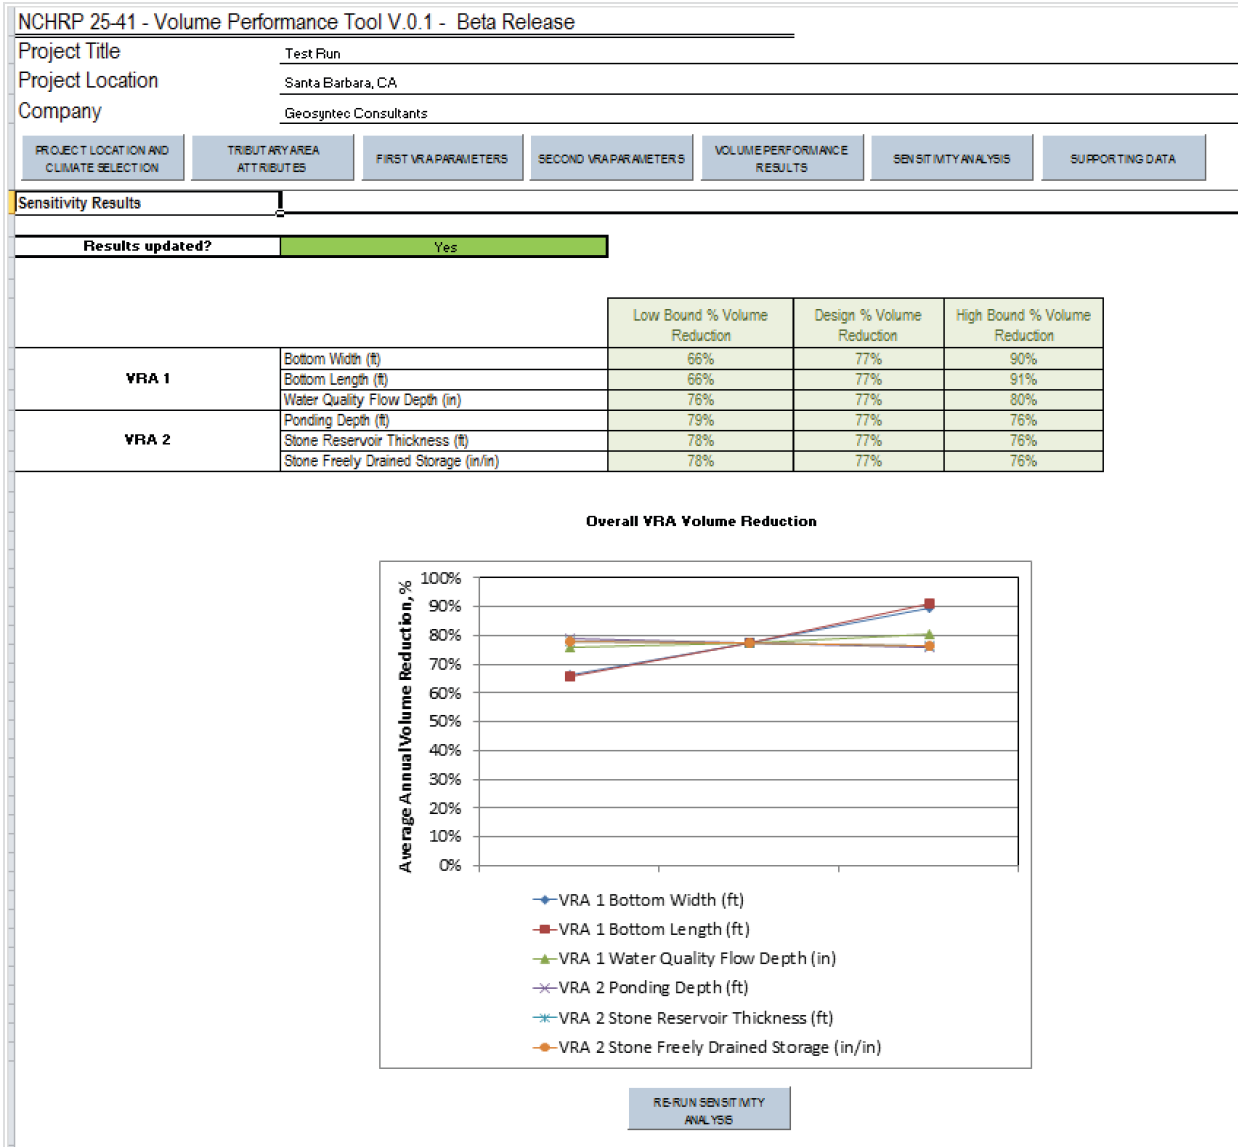 NCHRP 25-41 - Volume Performance Tool V.0.1 - Beta Release
Project Title Test Run
Project Location Santa Barbara, CA
Company Geosyntec Consultants
PROJECT LOCATION AND CLIMATE SELECTION
TRIBUTARY AREA ATTRIBUTES
FIRST VRA PARAMETERS
SECOND VRA PARAMETERS
VOLUME PERFORMANCE RESULTS
SENSITIVITY ANALYSIS
SUPPORTING DATA
Sensitivity Results
Results updated? Yes
Low Bound % Volume Reduction
Design % Volume Reduction
High Bound % Volume Reduction
VRA 1
Bottom Width (ft) 66% 77% 90%
Bottom Length (ft) 66% 77% 91%
Water Quality Flow Depth (in) 76% 77% 80%
VRA 2
Ponding Depth (ft) 79% 77% 76%
Stone Reservoir Thickness (ft) 78% 77% 76%
Stone Freely Drained Storage (in/in) 78% 77% 76%
Overall VRA Volume Reduction
Average Annual Volume Reduction, %
100%
90%
80%
70%
60%
50%
40%
30%
20%
10%
0%
VRA 1 Bottom Width (ft)
VRA 1 Bottom Length (ft)
VRA 1 Water Quality Flow Depth (in)
VRA 2 Ponding Depth (ft)
VRA 2 Stone Reservoir Thickness (ft)
VRA 2 Stone Freely Drained Storage (in/in)
RE-RUN SENSITIVITY
ANALYSIS